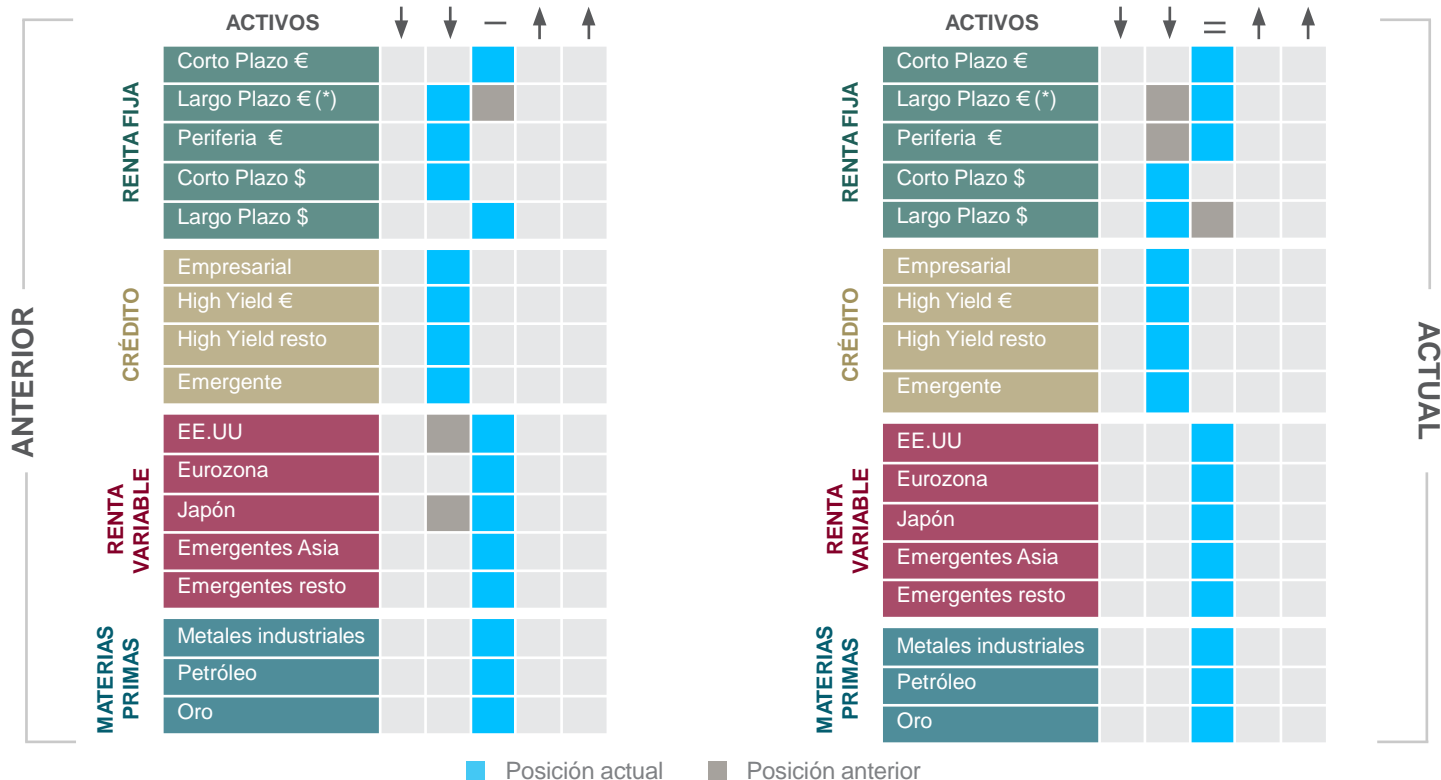 ANTERIOR
ACTIVOS
RENTA FIJA
Corto Plazo €
Largo Plazo € (*)
Periferia €
Corto Plazo $
Largo Plazo $
CRÉDITO
Empresarial
High Yield €
High Yield resto
Emergente
RENTA
VARIABLE
EE.UU
Eurozona
Japón
Emergentes Asia
Emergentes resto
MATERIAS
PRIMAS
Metales industriales
Petróleo
Oro
ACTUAL
ACTIVOS
RENTA FIJA
Corto Plazo €
Largo Plazo € (*)
Periferia €
Corto Plazo $
Largo Plazo $
CRÉDITO
Empresarial
High Yield €
High Yield resto
Emergente
RENTA
VARIABLE
EE.UU
Eurozona
Japón
Emergentes Asia
Emergentes resto
MATERIAS
PRIMAS
Metales industriales
Petróleo
Oro
Posición actual
Posición anterior